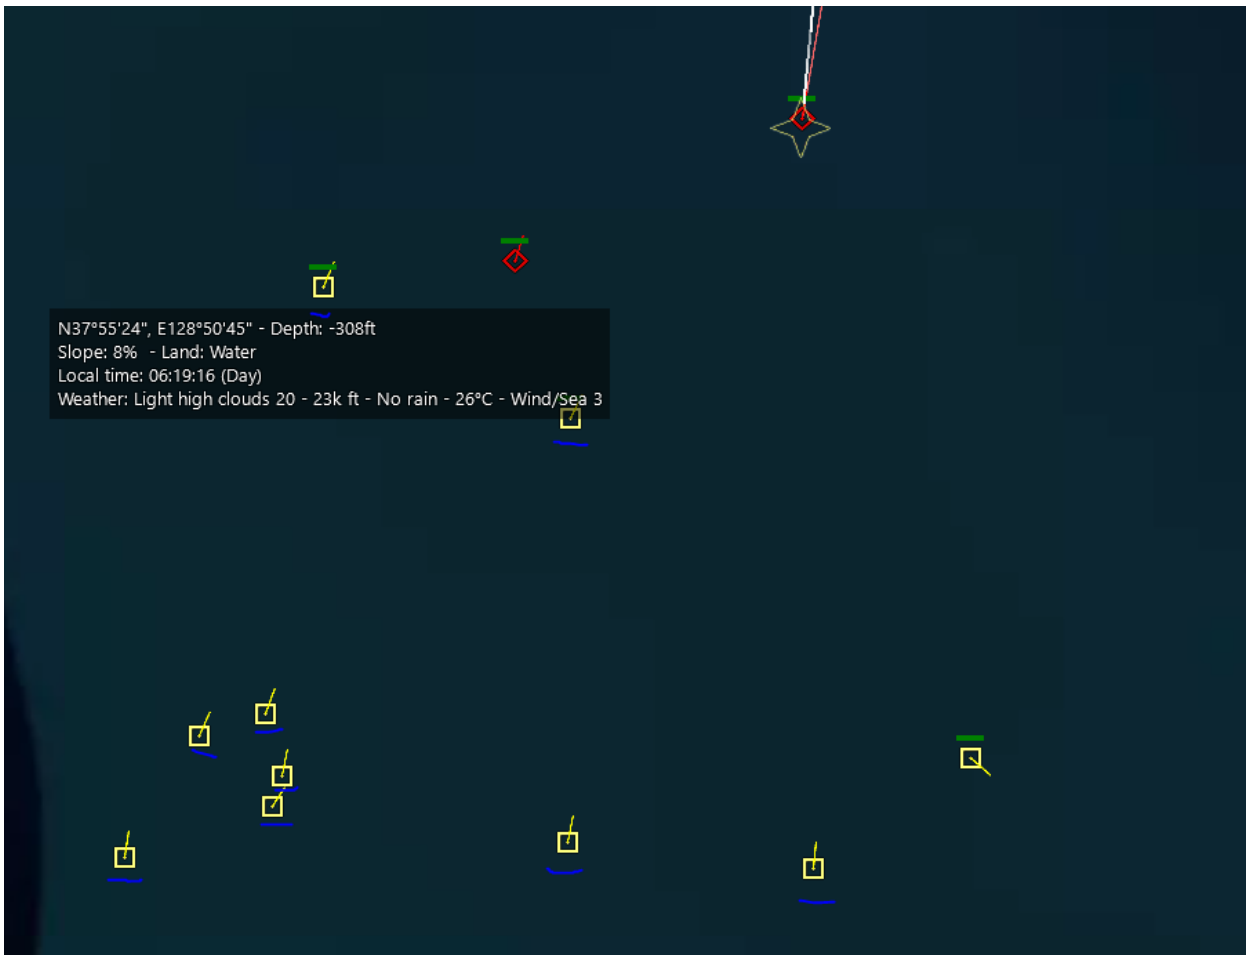 N37°55'24", E128°50'45" - Depth: -308ft
Slope: 8%  - Land: Water
Local time: 06:19:16 (Day)
Weather: Light high clouds 20 - 23k ft - No rain - 26°C - Wind/Sea 3